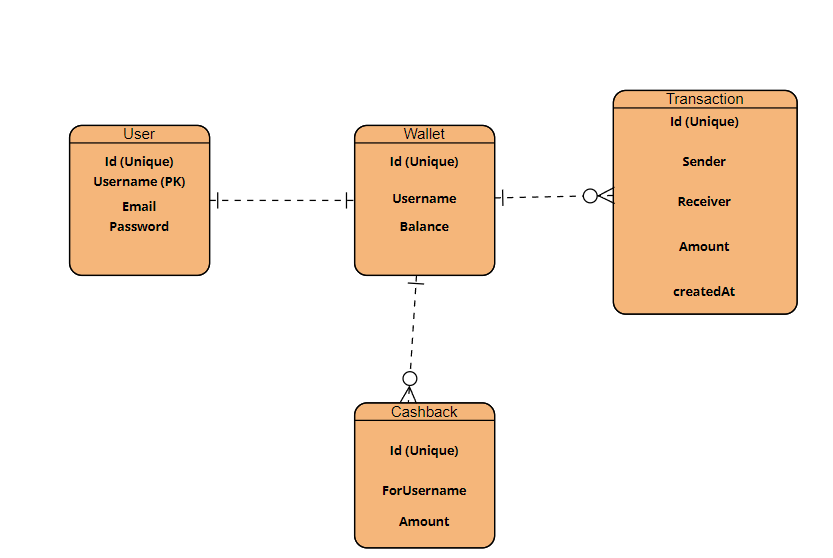 User
Id (Unique)
Username (PK)
Email
Password
Wallet
Id (Unique)
Username
Balance
Transaction
Id (Unique)
Sender
Receiver
Amount
createdAt
Cashback
Id (Unique)
ForUsername
Amount